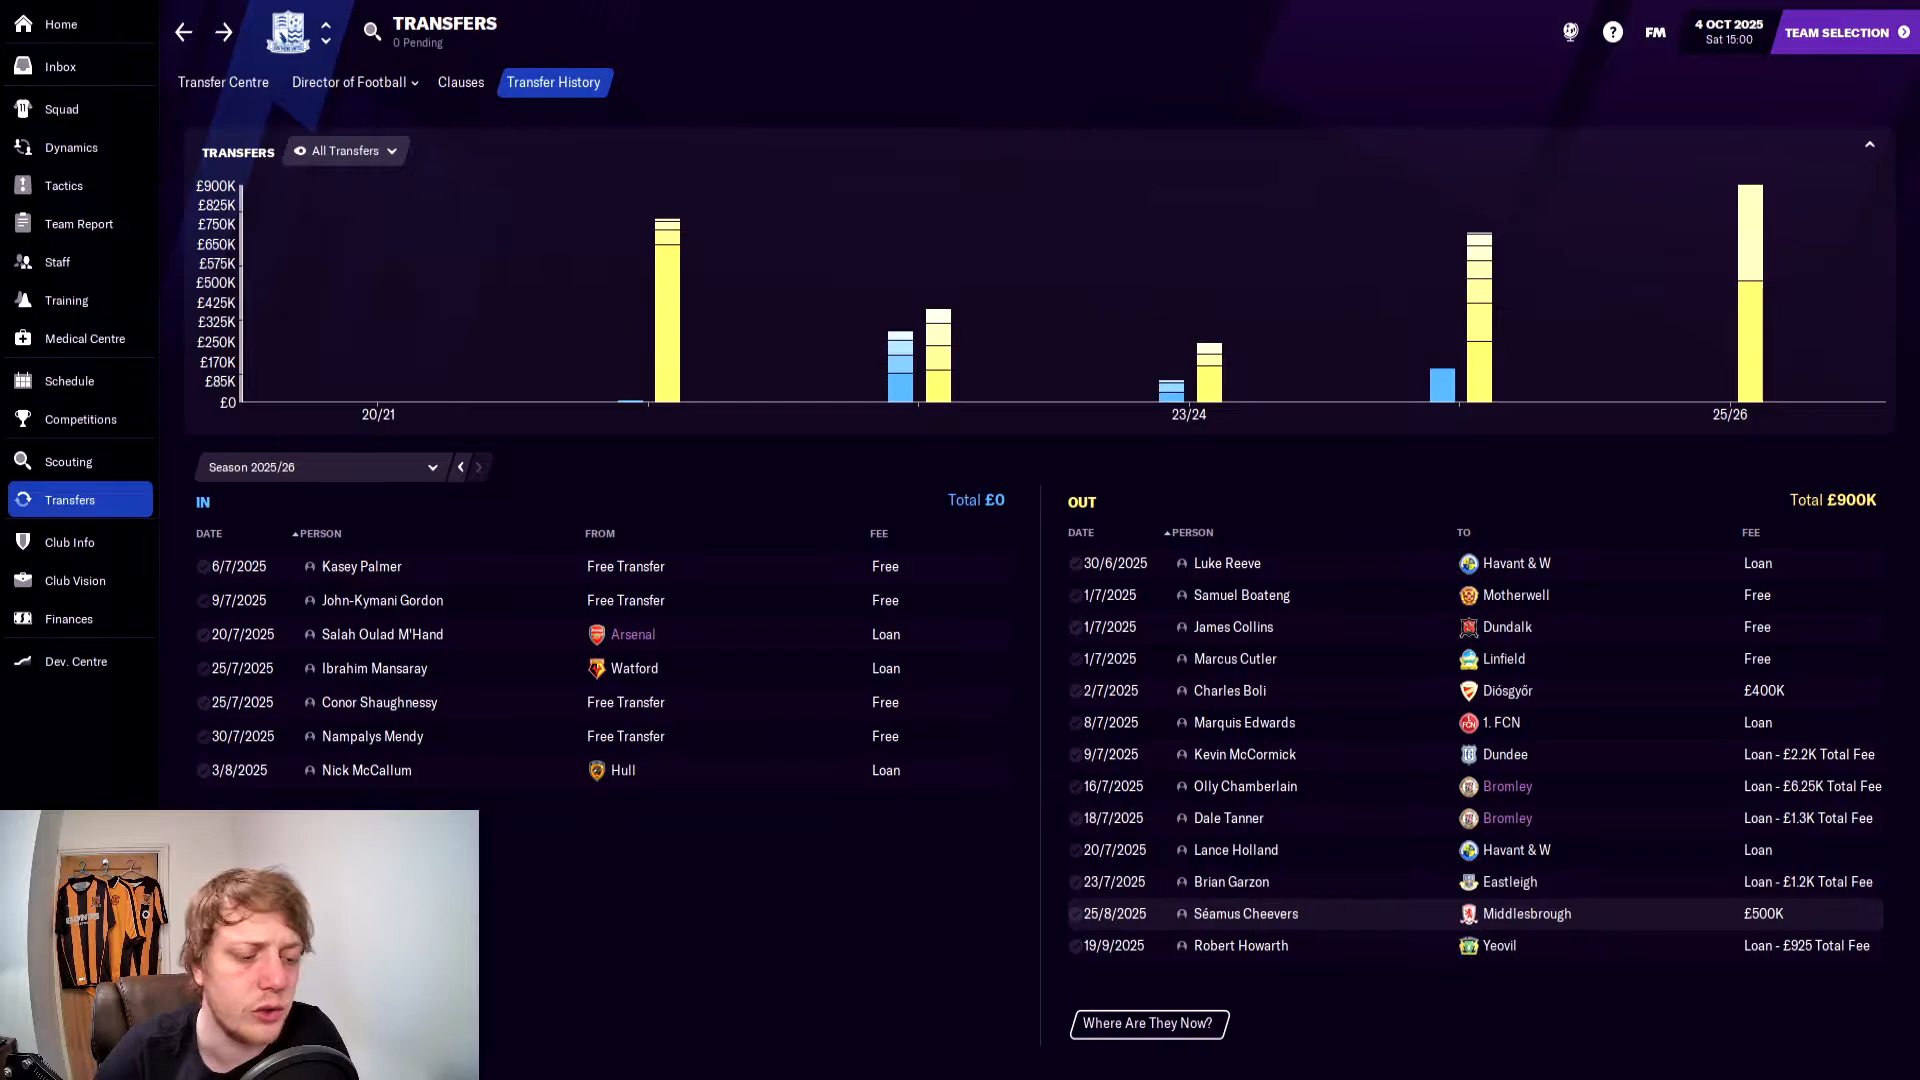 Home
Inbox
Squad
Dynamics
Tactics
Team Report
Staff
Training
Medical Centre
Schedule
Competitions
Scouting
Transfers
Club Info
Club Vision
Finances
Dev. Centre
TRANSFERS
0 Pending
FM
4 OCT 2025
Sat 15:00
TEAM SELECTION
Transfer Centre
Director of Football
Clauses
Transfer History
TRANSFERS
All Transfers
£900K
£825K
£750K
£650K
£575K
£500K
£425K
£325K
£250K
£170K
£85K
£0
20/21
23/24
25/26
Season 2025/26
IN
Total £0
DATE PERSON FROM FEE
6/7/2025 Kasey Palmer Free Transfer Free
9/7/2025 John-Kymani Gordon Free Transfer Free
20/7/2025 Salah Oulad M'Hand Arsenal Loan
25/7/2025 Ibrahim Mansaray Watford Loan
25/7/2025 Conor Shaughnessy Free Transfer Free
30/7/2025 Nampalys Mendy Free Transfer Free
3/8/2025 Nick McCallum Hull Loan
OUT
Total £900K
DATE PERSON TO FEE
30/6/2025 Luke Reeve Havant & W Loan
1/7/2025 Samuel Boateng Motherwell Free
1/7/2025 James Collins Dundalk Free
1/7/2025 Marcus Cutler Linfield Free
2/7/2025 Charles Boli Diósgyőr £400K
8/7/2025 Marquis Edwards 1. FCN Loan
9/7/2025 Kevin McCormick Dundee Loan - £2.2K Total Fee
16/7/2025 Olly Chamberlain Bromley Loan - £6.25K Total Fee
18/7/2025 Dale Tanner Bromley Loan - £1.3K Total Fee
20/7/2025 Lance Holland Havant & W Loan
23/7/2025 Brian Garzon Eastleigh Loan - £1.2K Total Fee
25/8/2025 Séamus Cheevers Middlesbrough £500K
19/9/2025 Robert Howarth Yeovil Loan - £925 Total Fee
Where Are They Now?